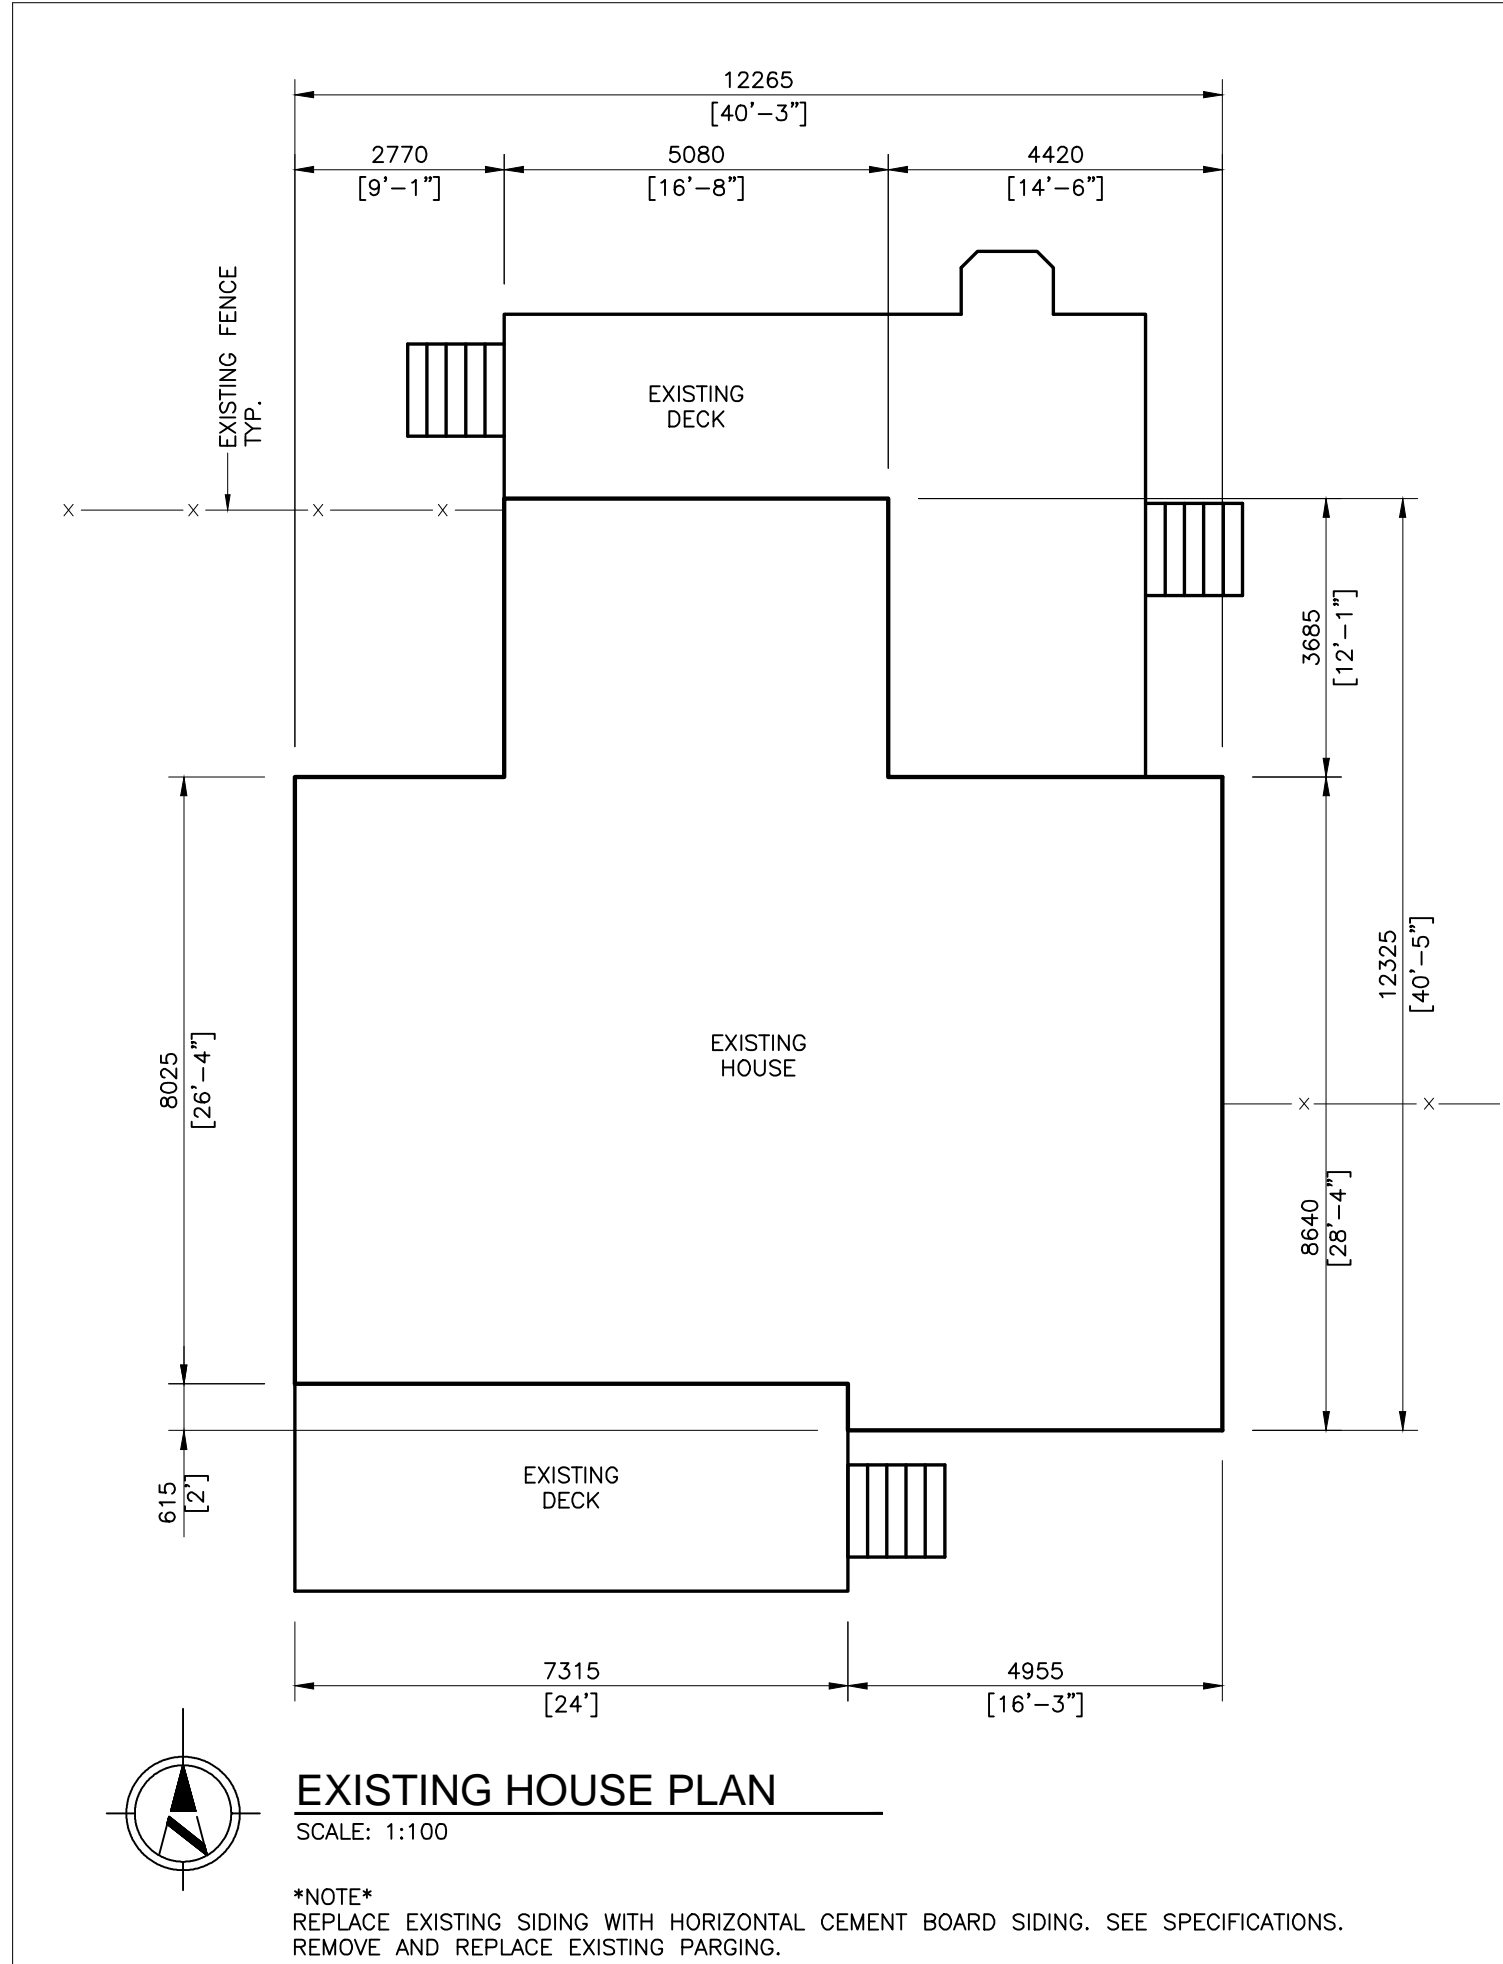 12265
[40'-3"]
2770
[9'-1"]
5080
[16'-8"]
4420
[14'-6"]
EXISTING FENCE
TYP.
EXISTING
DECK
X
X
X
X
3685
[12'-1"]
12325
[40'-5"]
8025
[26'-4"]
EXISTING
HOUSE
X
X
8640
[28'-4"]
615
[2']
EXISTING
DECK
7315
[24']
4955
[16'-3"]
EXISTING HOUSE PLAN
SCALE: 1:100
*NOTE*
REPLACE EXISTING SIDING WITH HORIZONTAL CEMENT BOARD SIDING. SEE SPECIFICATIONS.
REMOVE AND REPLACE EXISTING PARGING.